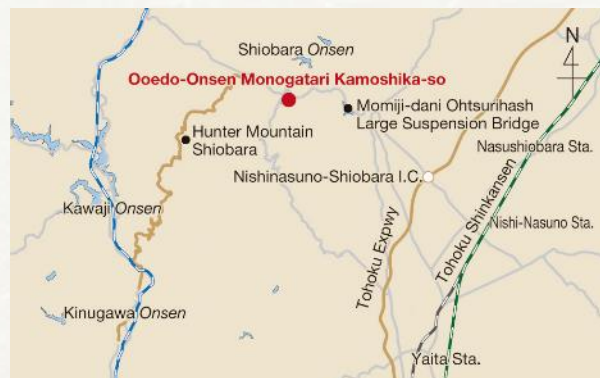 Shiobara Onsen
N
Ooedo-Onsen Monogatari Kamoshika-so
Momiji-dani Ohtsurihash
Large Suspension Bridge
Hunter Mountain
Shiobara
Nasushiobara Sta.
Nishinasuno-Shiobara I.C.
Kawaji Onsen
Nishi-Nasuno Sta.
Tohoku Expwy
Tohoku Shinkansen
Kinugawa Onsen
Yaita Sta.